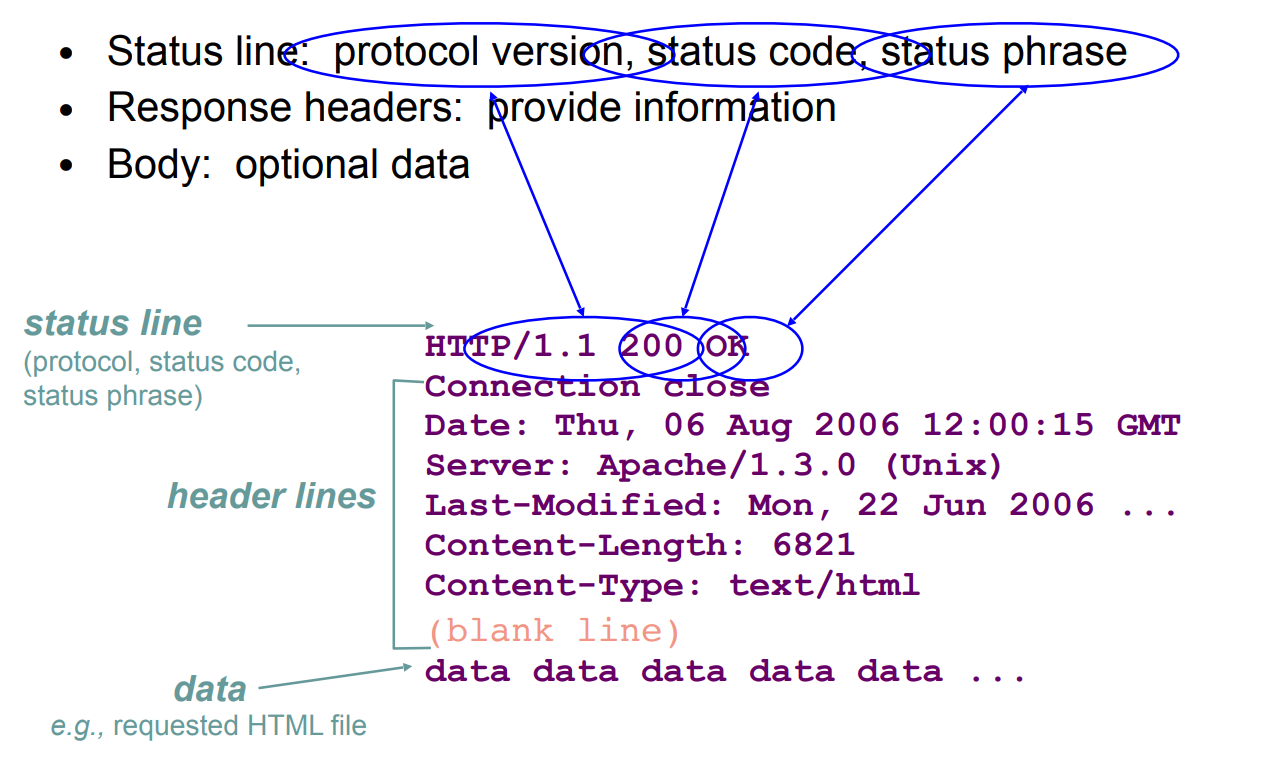 • Status line: protocol version, status code, status phrase
• Response headers: provide information
• Body: optional data
status line
(protocol, status code,
status phrase)
HTTP/1.1 200 OK
Connection close
Date: Thu, 06 Aug 2006 12:00:15 GMT
Server: Apache/1.3.0 (Unix)
header lines
Last-Modified: Mon, 22 Jun 2006 ...
Content-Length: 6821
Content-Type: text/html
(blank line)
data data data data data ...
data
e.g., requested HTML file